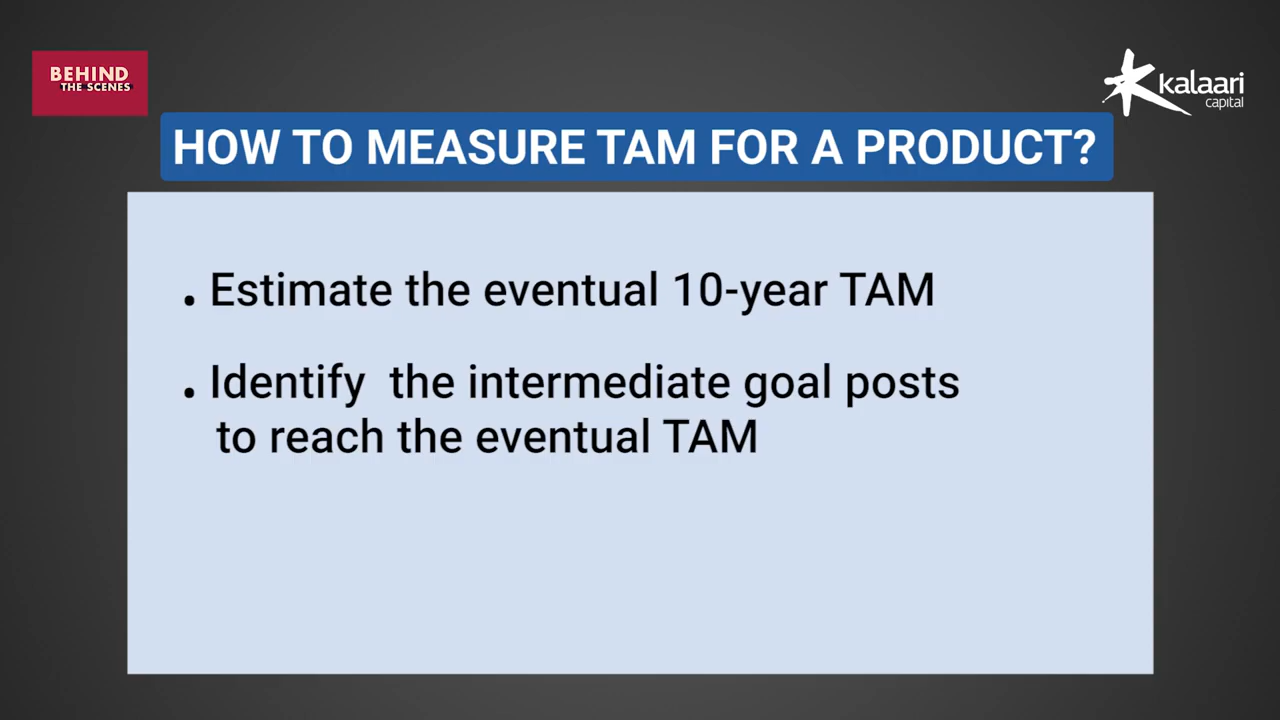 BEHIND
THE SCENES
kalaari
capital
HOW TO MEASURE TAM FOR A PRODUCT?
. Estimate the eventual 10-year TAM
. Identify  the intermediate goal posts
to reach the eventual TAM